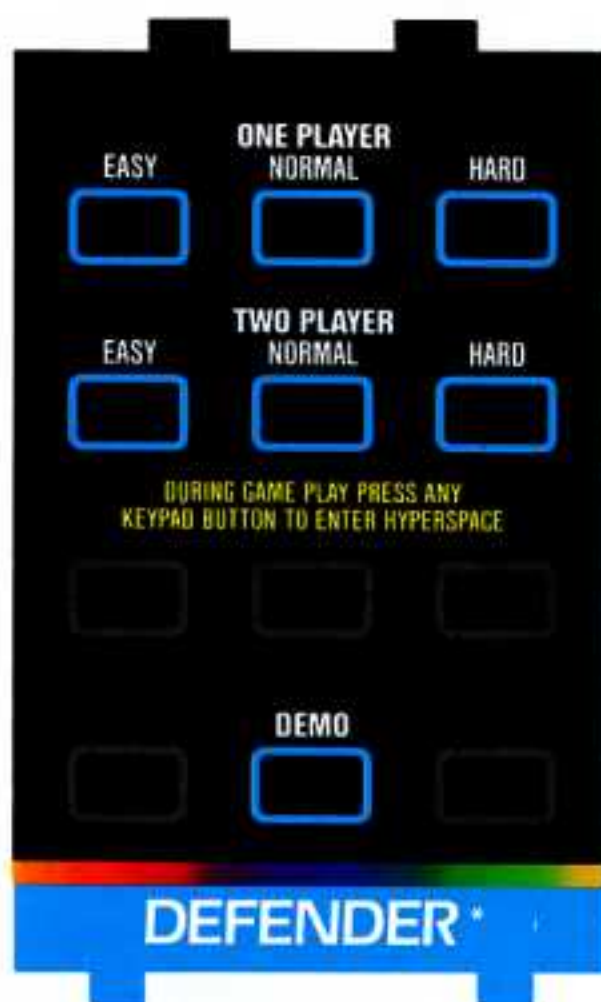 ONE PLAYER
EASY NORMAL HARD
TWO PLAYER
EASY NORMAL HARD
DURING GAME PLAY PRESS ANY
KEYPAD BUTTON TO ENTER HYPERSPACE
DEMO
DEFENDER*